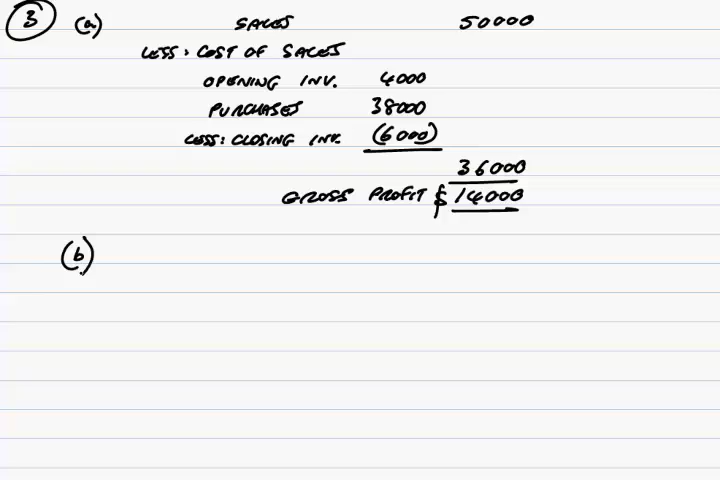 3 (a) SALES 50000
LESS: COST OF SALES
OPENING INV. 4000
PURCHASES 38000
LESS: CLOSING INV. (6000)
36000
GROSS PROFIT $ 14000
(b)